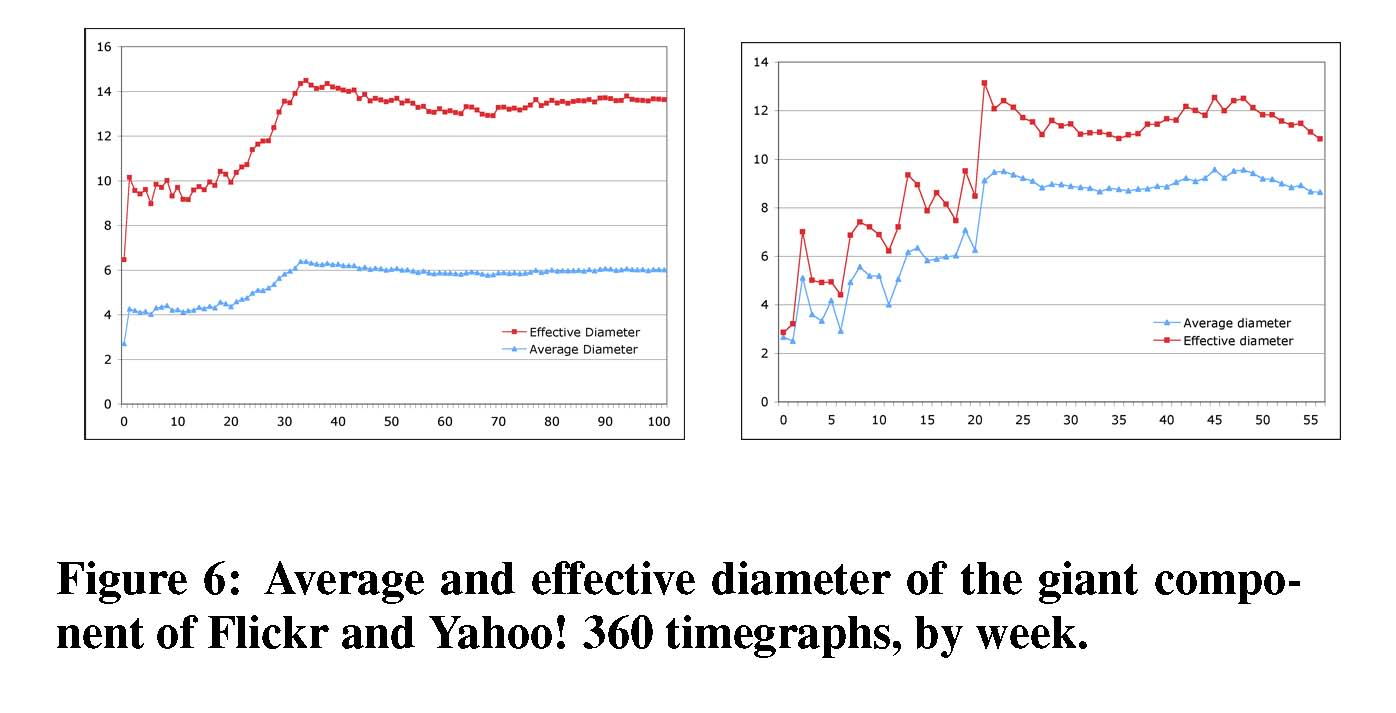 16
14
12
10
8
6
4
2
0
0 10 20 30 40 50 60 70 80 90 100
Effective Diameter
Average Diameter
14
12
10
8
6
4
2
0
0 5 10 15 20 25 30 35 40 45 50 55
Average diameter
Effective diameter
Figure 6: Average and effective diameter of the giant compo-
nent of Flickr and Yahoo! 360 timegraphs, by week.